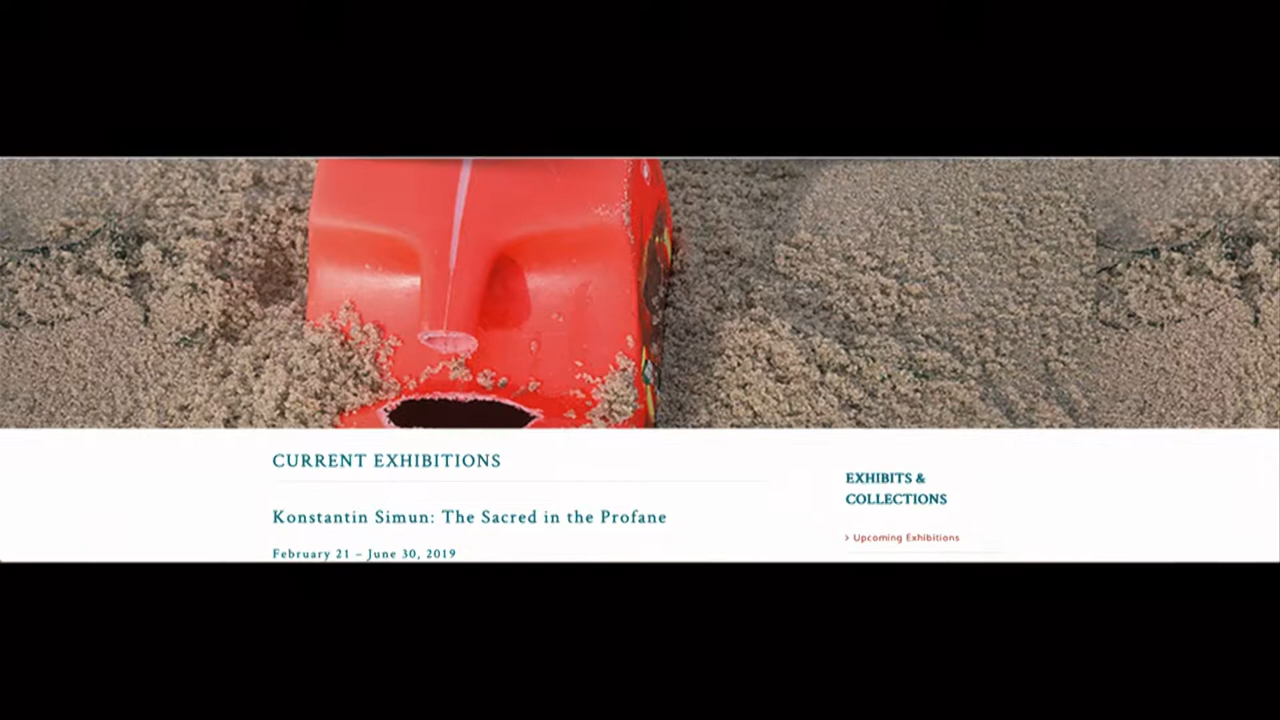 CURRENT EXHIBITIONS
Konstantin Simun: The Sacred in the Profane
February 21 – June 30, 2019
EXHIBITS &
COLLECTIONS
› Upcoming Exhibitions